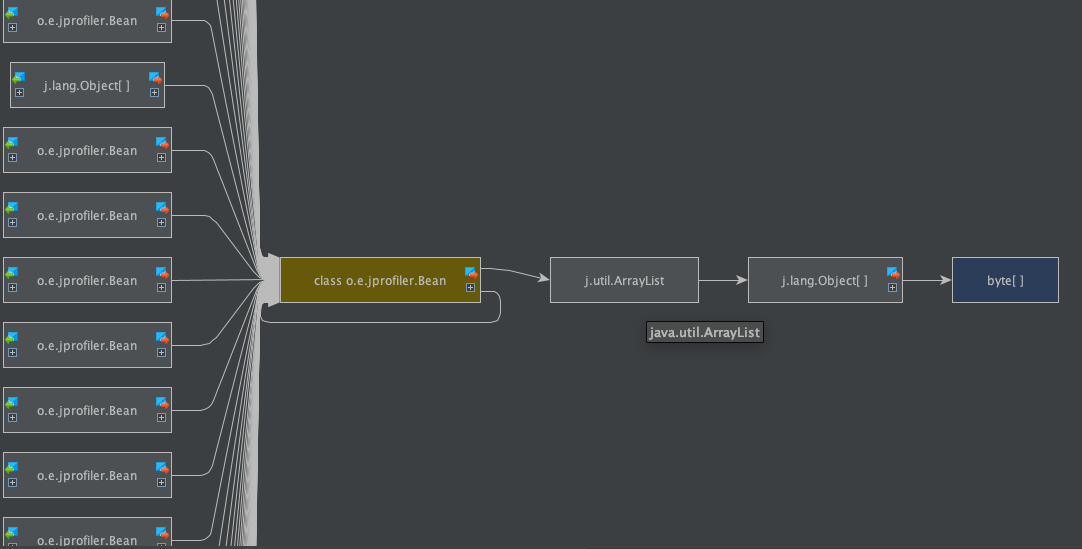 o.e.jprofiler.Bean
j.lang.Object[ ]
o.e.jprofiler.Bean
o.e.jprofiler.Bean
o.e.jprofiler.Bean
class o.e.jprofiler.Bean
j.util.ArrayList
j.lang.Object[ ]
byte[ ]
java.util.ArrayList
o.e.jprofiler.Bean
o.e.jprofiler.Bean
o.e.jprofiler.Bean
o.e.jprofiler.Bean